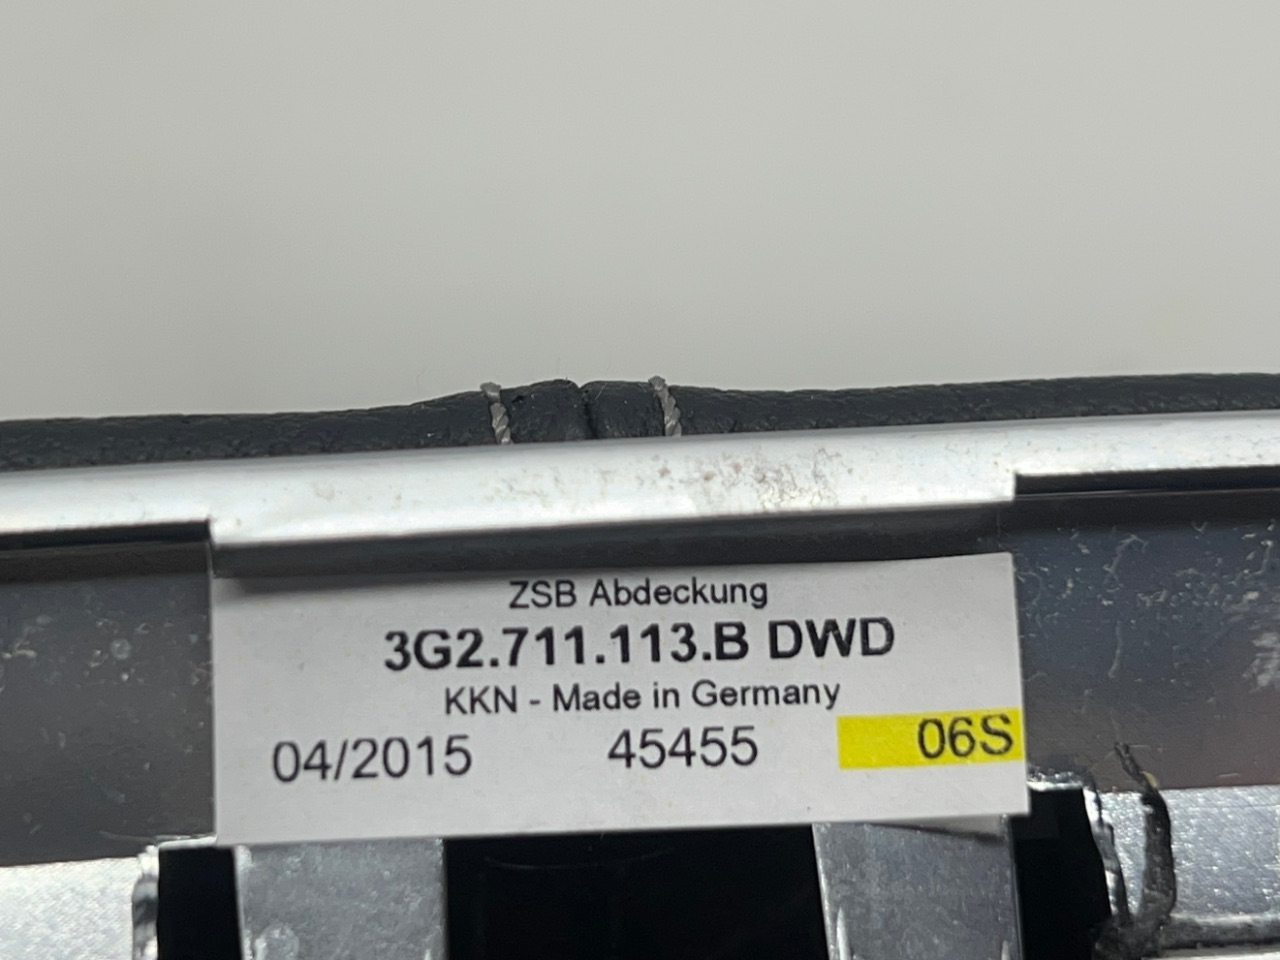 ZSB Abdeckung
3G2.711.113.B DWD
KKN - Made in Germany
04/2015 45455 06S